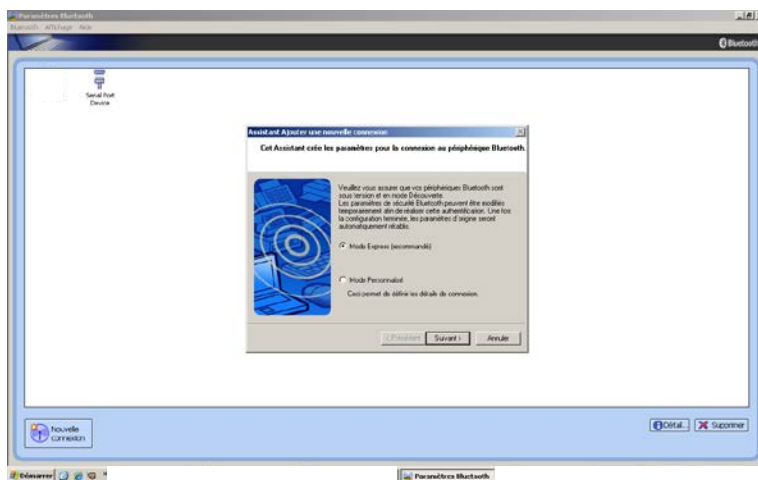 Paramètres Bluetooth
Bluetooth Affichage Aide
Bluetooth
Serial Port
Device
Assistant Ajouter une nouvelle connexion
Cet Assistant crée les paramètres pour la connexion au périphérique Bluetooth.
Veuillez vous assurer que vos périphériques Bluetooth sont
sous tension et en mode Découverte.
Les paramètres de sécurité Bluetooth peuvent être modifiés
temporairement afin de réaliser cette authentification. Une fois
la configuration terminée, les paramètres d'origine seront
automatiquement rétablis.
Mode Express (recommandé)
Mode Personnalisé
Ceci permet de définir les détails de connexion.
< Précédent Suivant > Annuler
Nouvelle
connexion
Détail... Supprimer
Démarrer
Paramètres Bluetooth